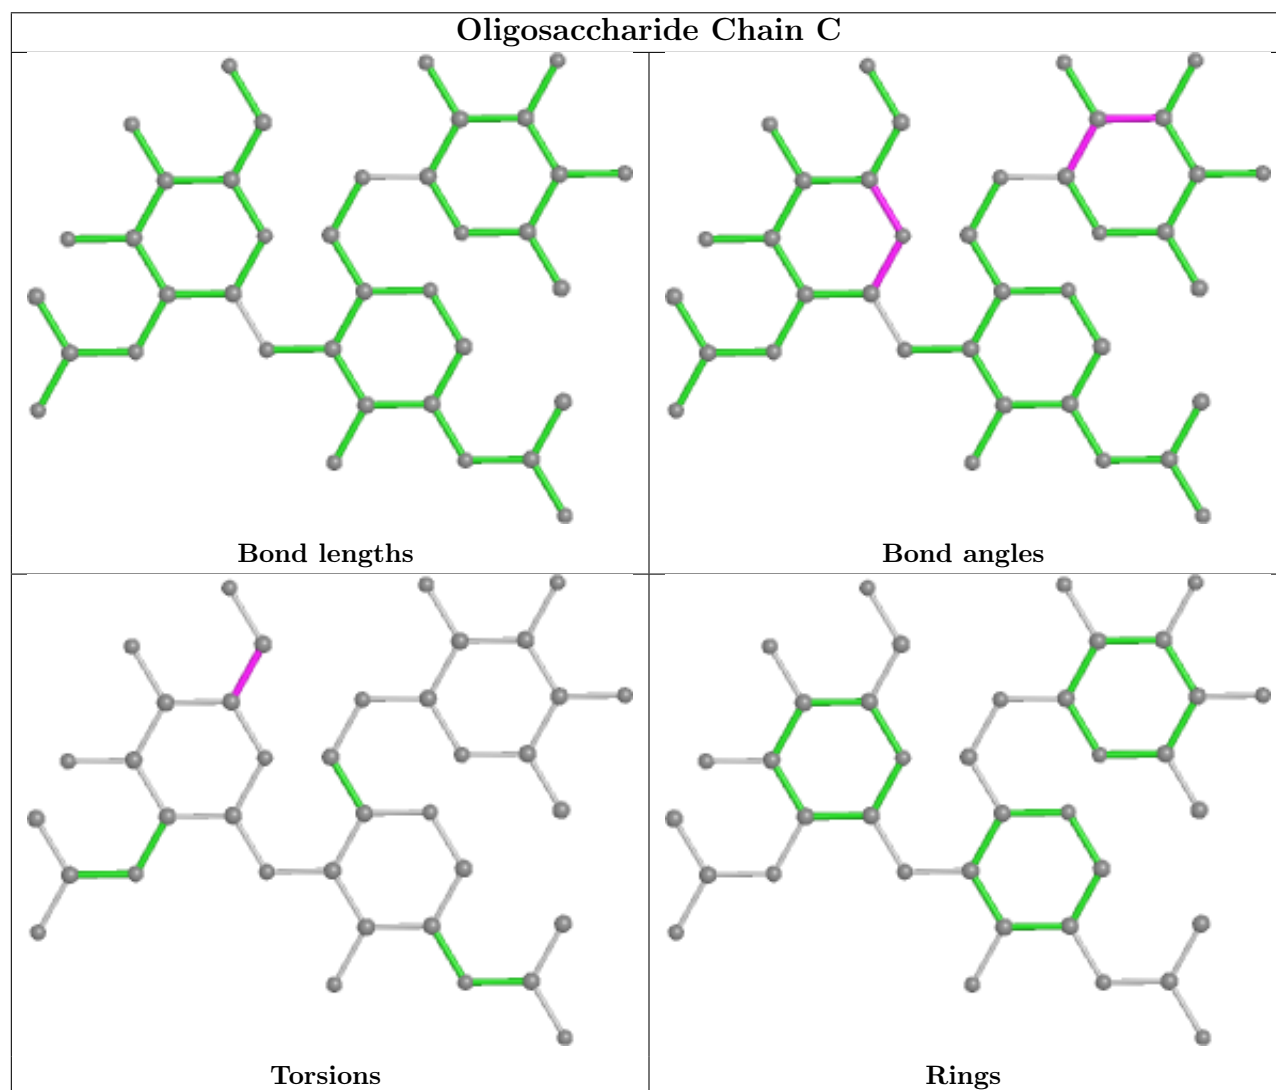 Oligosaccharide Chain C
Bond lengths
Bond angles
Torsions
Rings